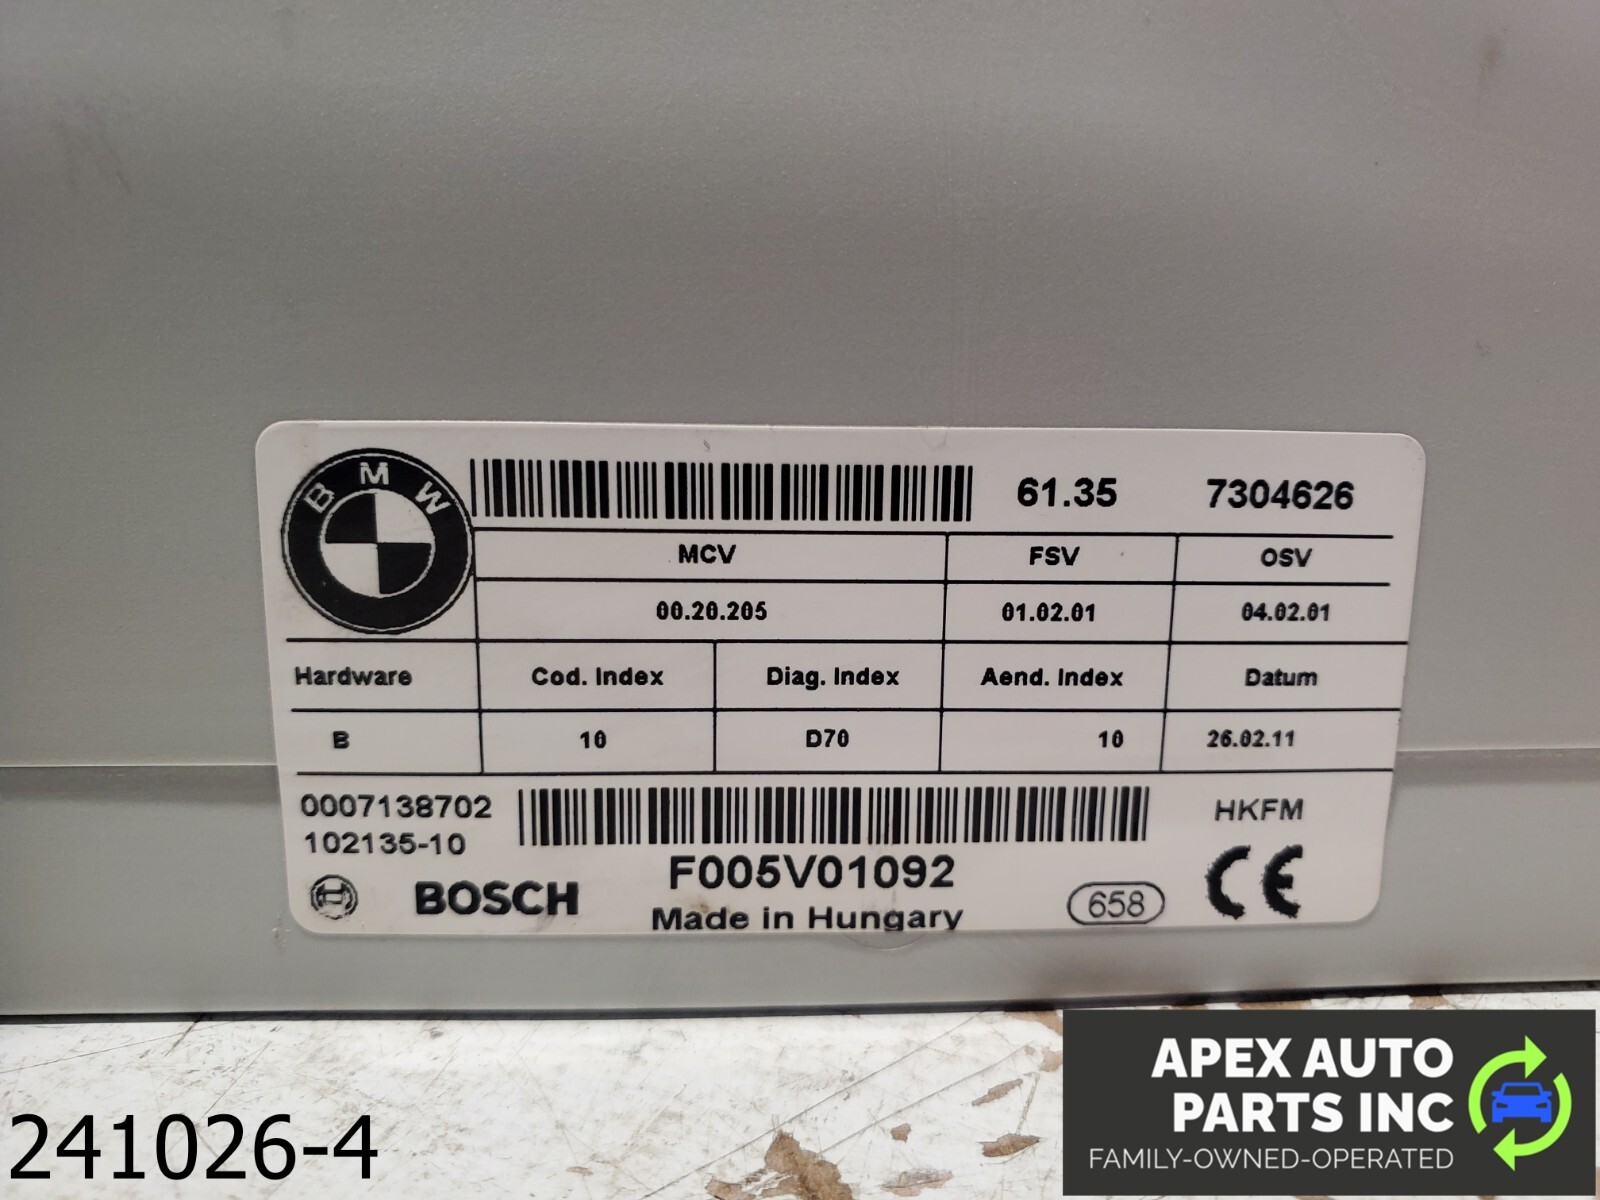 BMW
61.35 7304626
MCV FSV OSV
00.20.205 01.02.01 04.02.01
Hardware Cod. Index Diag. Index Aend. Index Datum
B 10 D70 10 26.02.11
0007138702 HKFM
102135-10
F005V01092
BOSCH 658 CE
Made in Hungary
241026-4
APEX AUTO
PARTS INC
FAMILY-OWNED-OPERATED